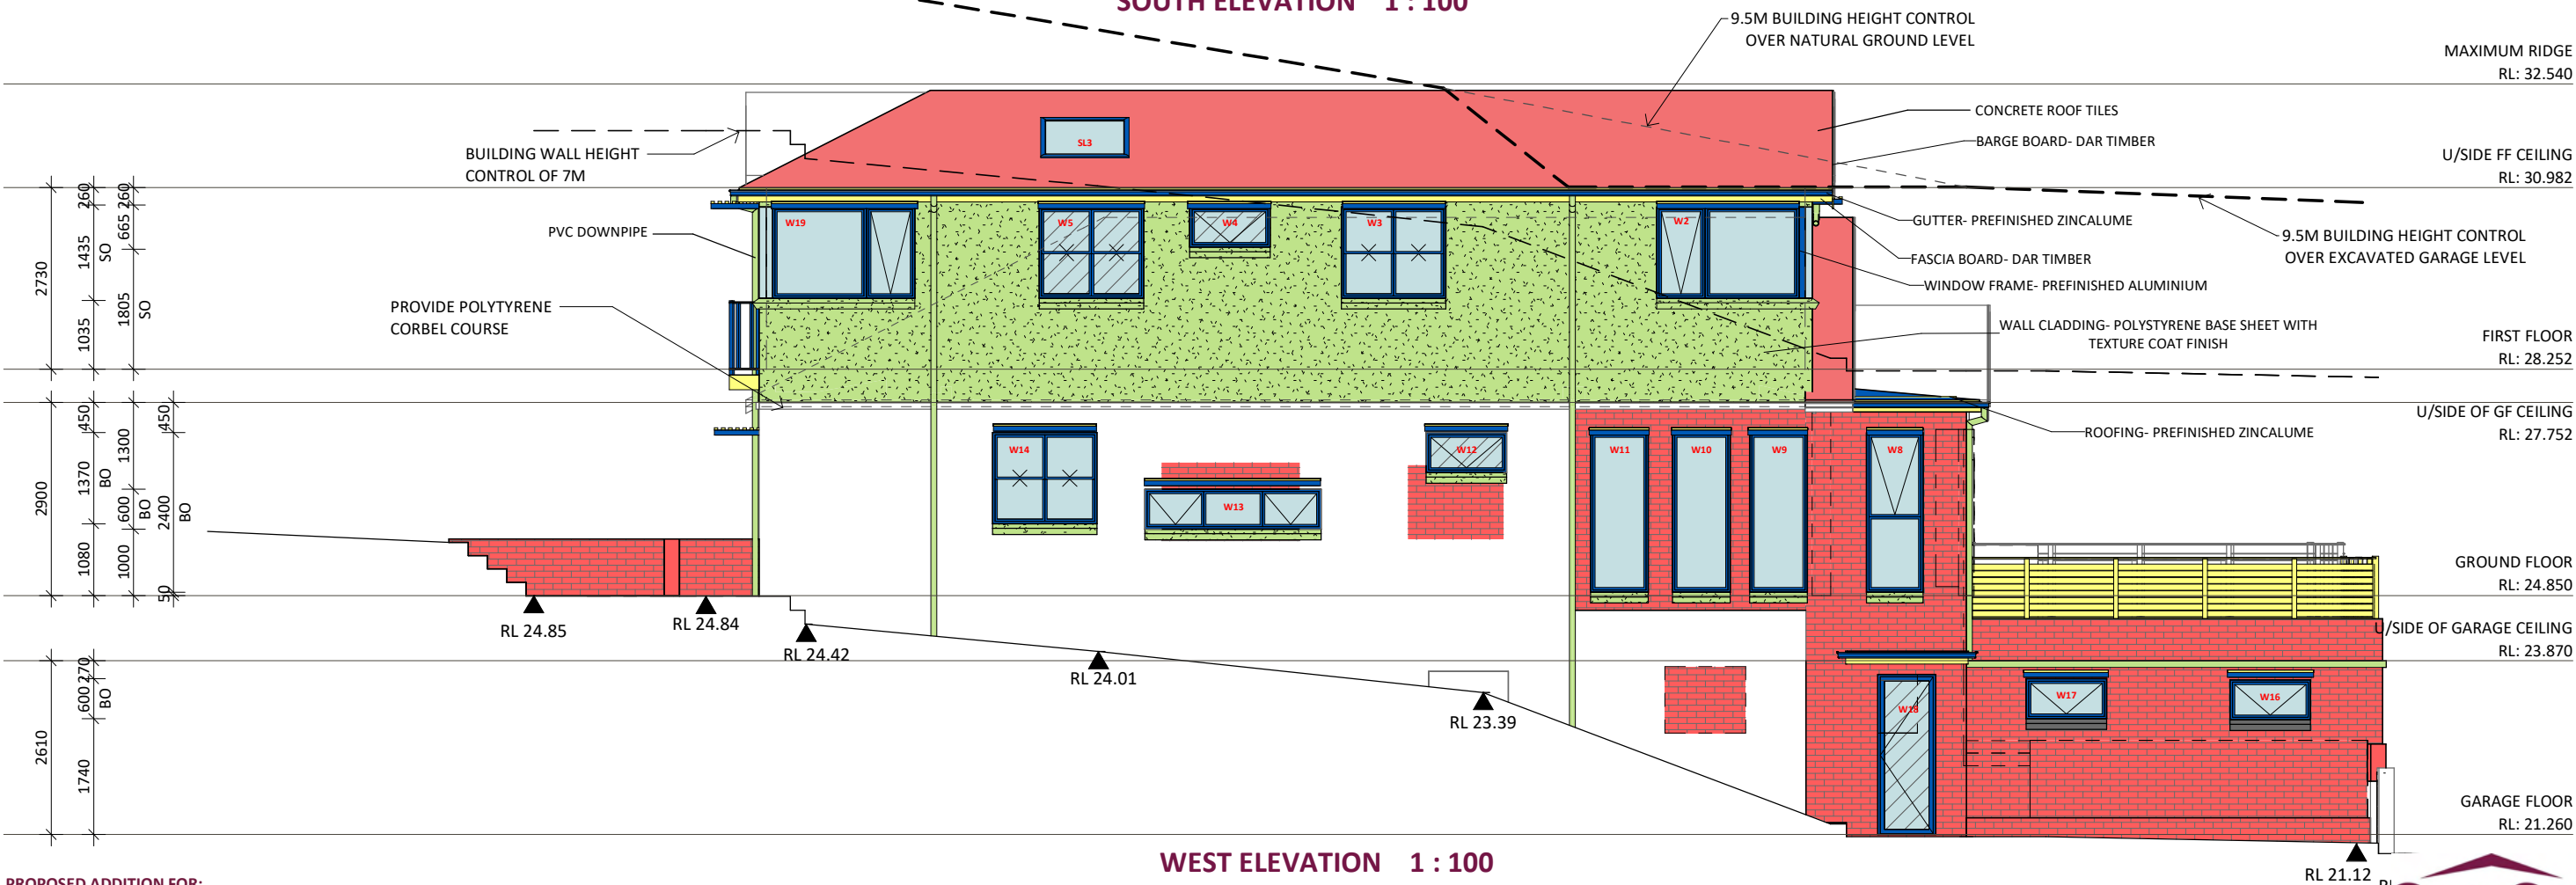 SOUTH ELEVATION 1 : 100
9.5M BUILDING HEIGHT CONTROL
OVER NATURAL GROUND LEVEL
MAXIMUM RIDGE
RL: 32.540
CONCRETE ROOF TILES
BARGE BOARD- DAR TIMBER
SL3
BUILDING WALL HEIGHT
CONTROL OF 7M
U/SIDE FF CEILING
RL: 30.982
260
260
W19
W5
W4
W3
W2
GUTTER- PREFINISHED ZINCALUME
PVC DOWNPIPE
665
1435
SO
9.5M BUILDING HEIGHT CONTROL
OVER EXCAVATED GARAGE LEVEL
FASCIA BOARD- DAR TIMBER
2730
WINDOW FRAME- PREFINISHED ALUMINIUM
PROVIDE POLYTYRENE
CORBEL COURSE
1805
SO
1035
WALL CLADDING- POLYSTYRENE BASE SHEET WITH
TEXTURE COAT FINISH
FIRST FLOOR
RL: 28.252
450
450
U/SIDE OF GF CEILING
RL: 27.752
ROOFING- PREFINISHED ZINCALUME
1300
W14
W12
W11
W10
W9
W8
1370
BO
2900
600
BO
2400
BO
W13
1080
1000
50
GROUND FLOOR
RL: 24.850
RL 24.85
RL 24.84
U/SIDE OF GARAGE CEILING
RL: 23.870
RL 24.42
RL 24.01
270
600
BO
W17
W16
W18
RL 23.39
2610
1740
GARAGE FLOOR
RL: 21.260
WEST ELEVATION 1 : 100
RL 21.12
PROPOSED ADDITION FOR: